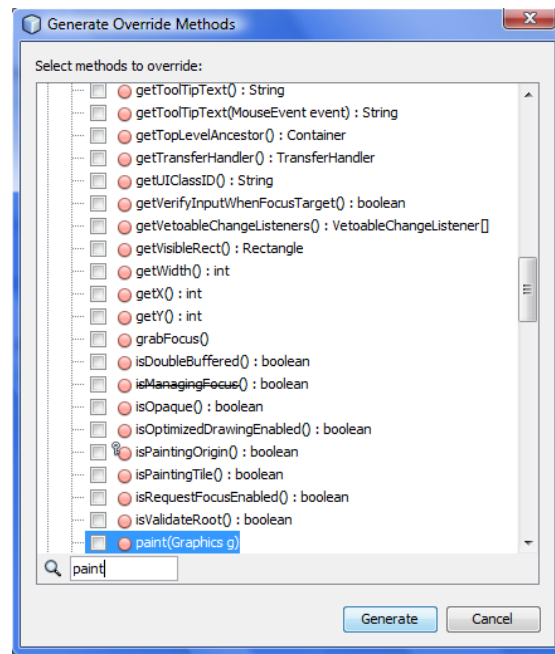 Generate Override Methods
Select methods to override:
getToolTipText() : String
getToolTipText(MouseEvent event) : String
getTopLevelAncestor() : Container
getTransferHandler() : TransferHandler
getUIClassID() : String
getVerifyInputWhenFocusTarget() : boolean
getVetoableChangeListeners() : VetoableChangeListener[]
getVisibleRect() : Rectangle
getWidth() : int
getX() : int
getY() : int
grabFocus()
isDoubleBuffered() : boolean
isManagingFocus() : boolean
isOpaque() : boolean
isOptimizedDrawingEnabled() : boolean
isPaintingOrigin() : boolean
isPaintingTile() : boolean
isRequestFocusEnabled() : boolean
isValidateRoot() : boolean
paint(Graphics g)
paint
Generate Cancel